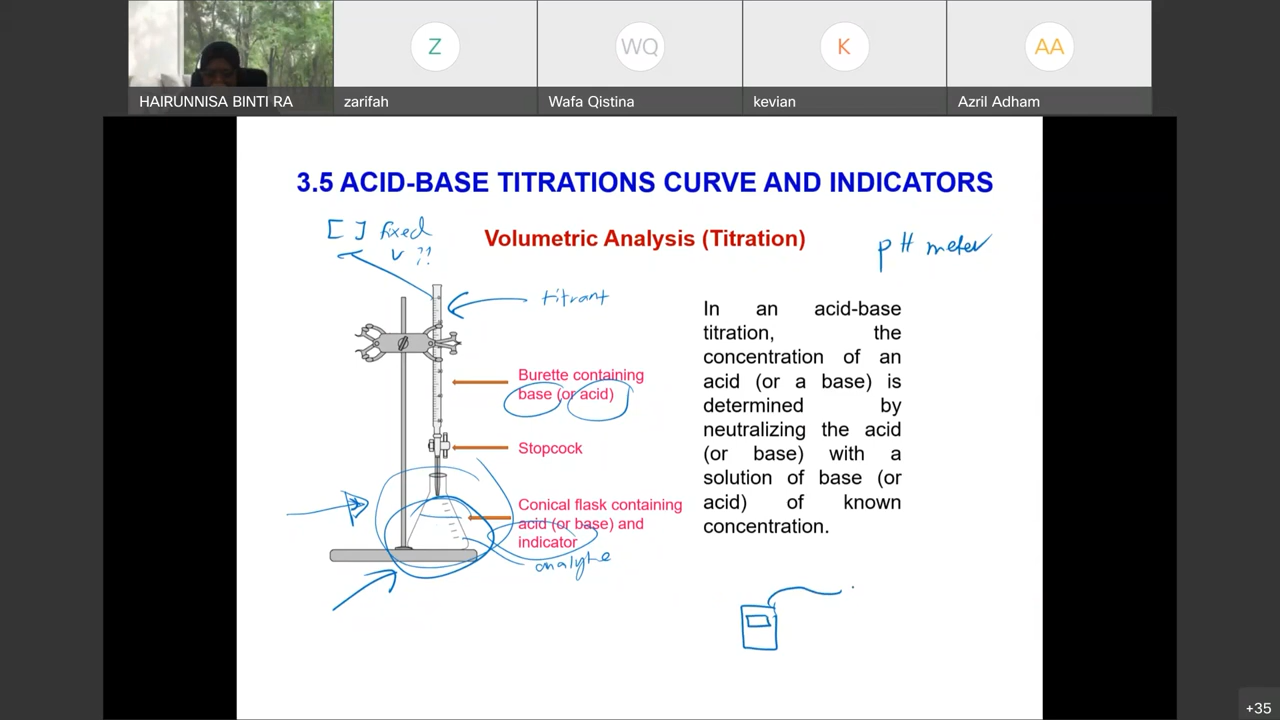 Z
WQ
K
AA
HAIRUNNISA BINTI RA
zarifah
Wafa Qistina
kevian
Azril Adham
3.5 ACID-BASE TITRATIONS CURVE AND INDICATORS
[ ] fixed
v ??
Volumetric Analysis (Titration)
pH meter
titrant
Burette containing
base (or acid)
Stopcock
Conical flask containing
acid (or base) and
indicator
analyte
In an acid-base
titration, the
concentration of an
acid (or a base) is
determined by
neutralizing the acid
(or base) with a
solution of base (or
acid) of known
concentration.
+35